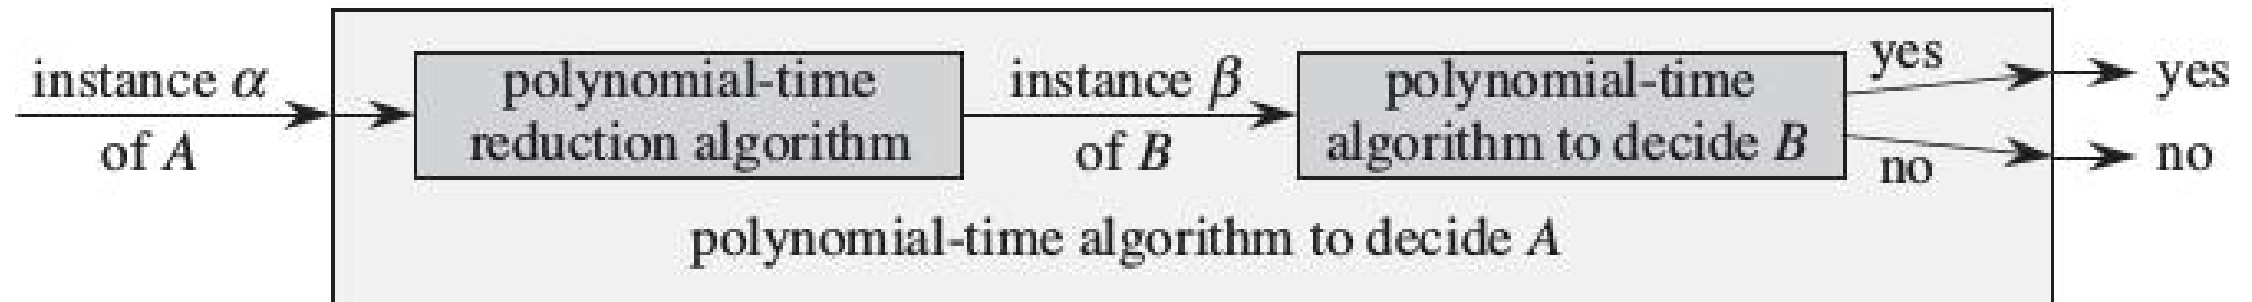 instance α
of A
polynomial-time
reduction algorithm
instance β
of B
polynomial-time
algorithm to decide B
yes
no
yes
no
polynomial-time algorithm to decide A